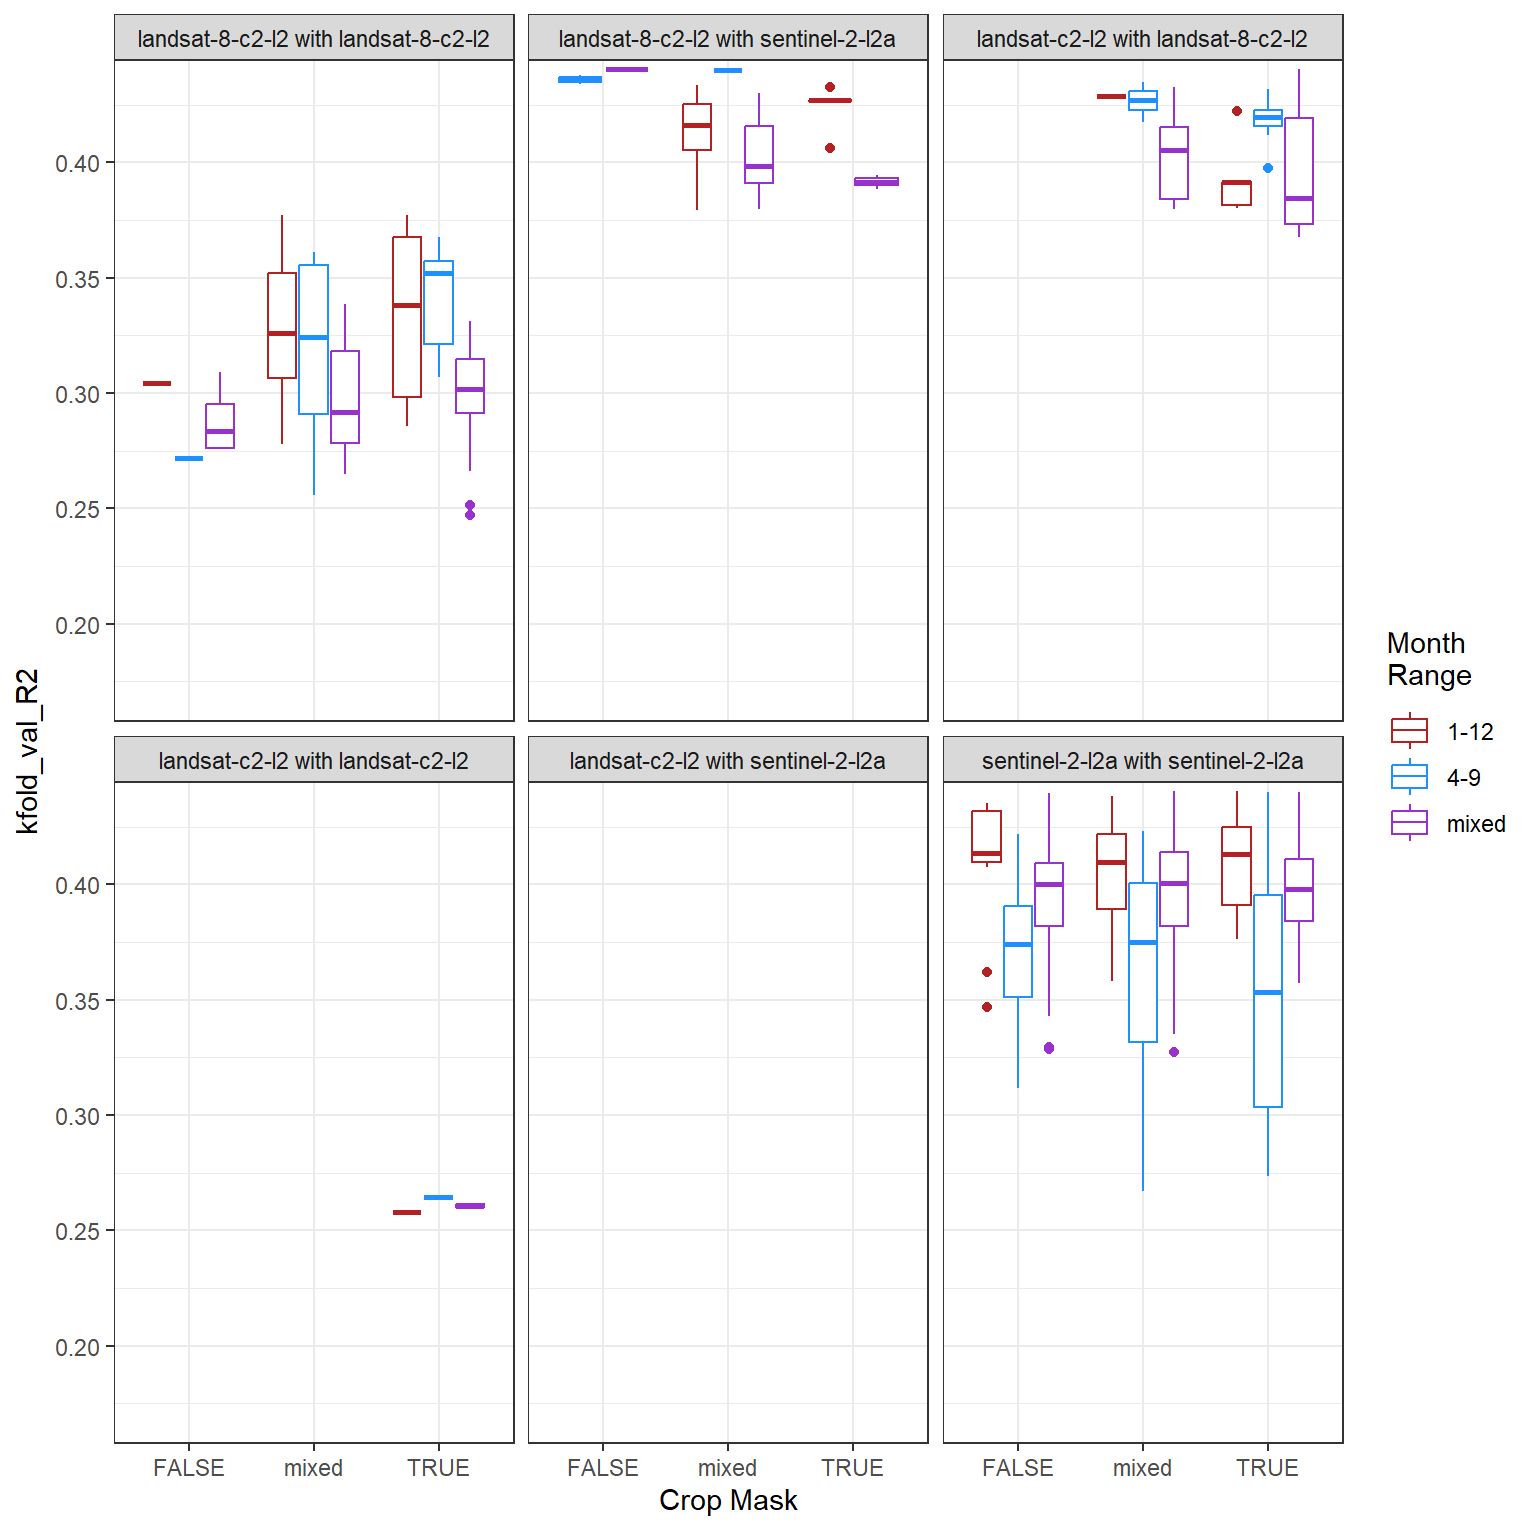 landsat-8-c2-l2 with landsat-8-c2-l2
landsat-8-c2-l2 with sentinel-2-l2a
landsat-c2-l2 with landsat-8-c2-l2
0.40
0.35
0.30
0.25
0.20
kfold_val_R2
landsat-c2-l2 with landsat-c2-l2
landsat-c2-l2 with sentinel-2-l2a
sentinel-2-l2a with sentinel-2-l2a
0.40
0.35
0.30
0.25
0.20
FALSE mixed TRUE
FALSE mixed TRUE
FALSE mixed TRUE
Crop Mask
Month
Range
1-12
4-9
mixed